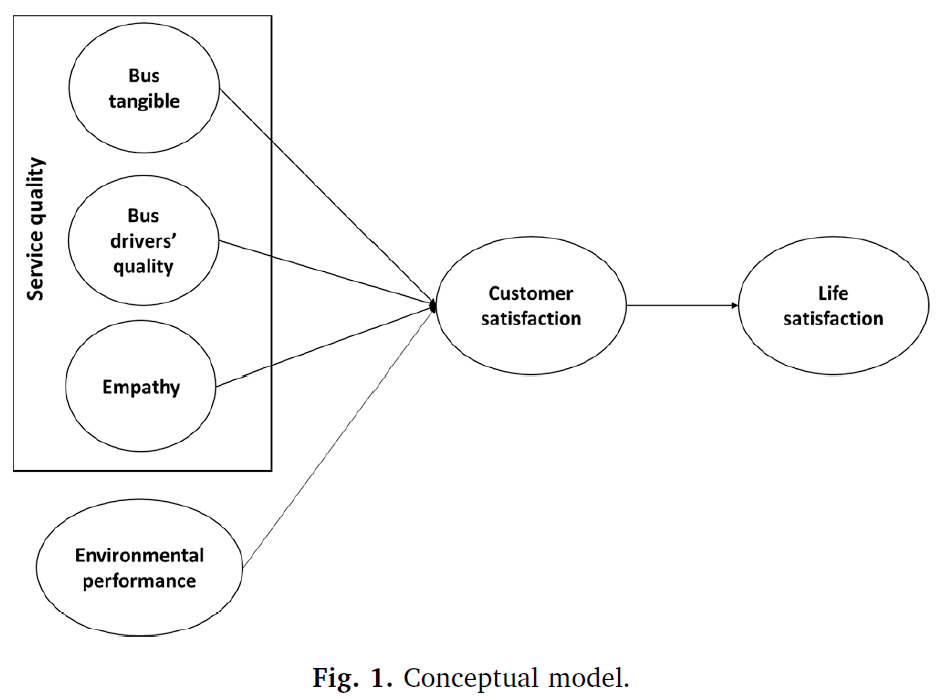 Service quality
Bus
tangible
Bus
drivers’
quality
Empathy
Environmental
performance
Customer
satisfaction
Life
satisfaction
Fig. 1. Conceptual model.